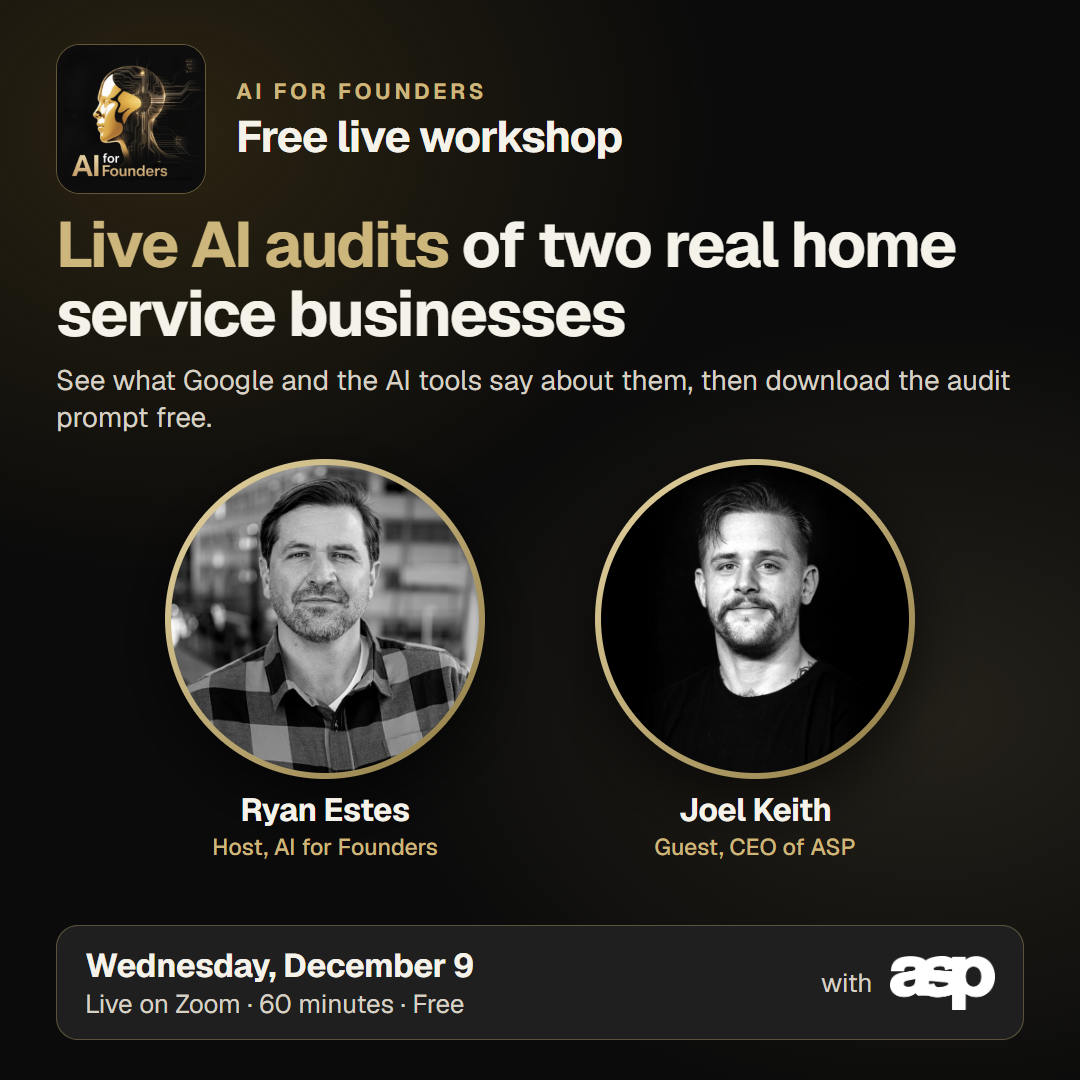 AI for
Founders
AI FOR FOUNDERS
Free live workshop
Live AI audits of two real home
service businesses
See what Google and the AI tools say about them, then download the audit
prompt free.
Ryan Estes
Host, AI for Founders
Joel Keith
Guest, CEO of ASP
Wednesday, December 9
Live on Zoom · 60 minutes · Free
with asp